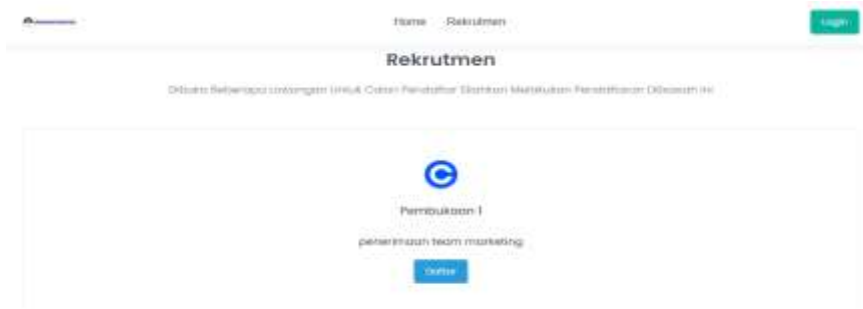 Home Rekrutmen Login
Rekrutmen
Dibuka Beberapa Lowongan Untuk Calon Pendaftar Silahkan Melakukan Pendaftaran Dibawah Ini
Pembukaan 1
penerimaan team marketing
Daftar